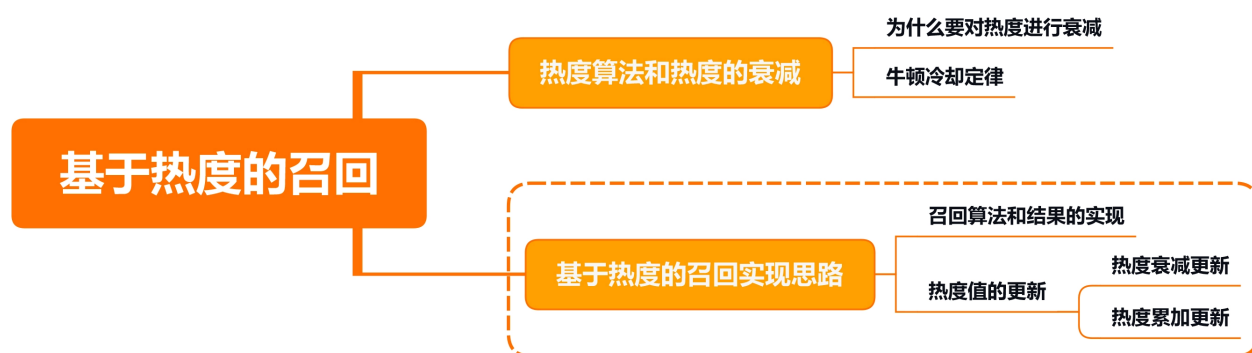 基于热度的召回
热度算法和热度的衰减
为什么要对热度进行衰减
牛顿冷却定律
基于热度的召回实现思路
召回算法和结果的实现
热度值的更新
热度衰减更新
热度累加更新